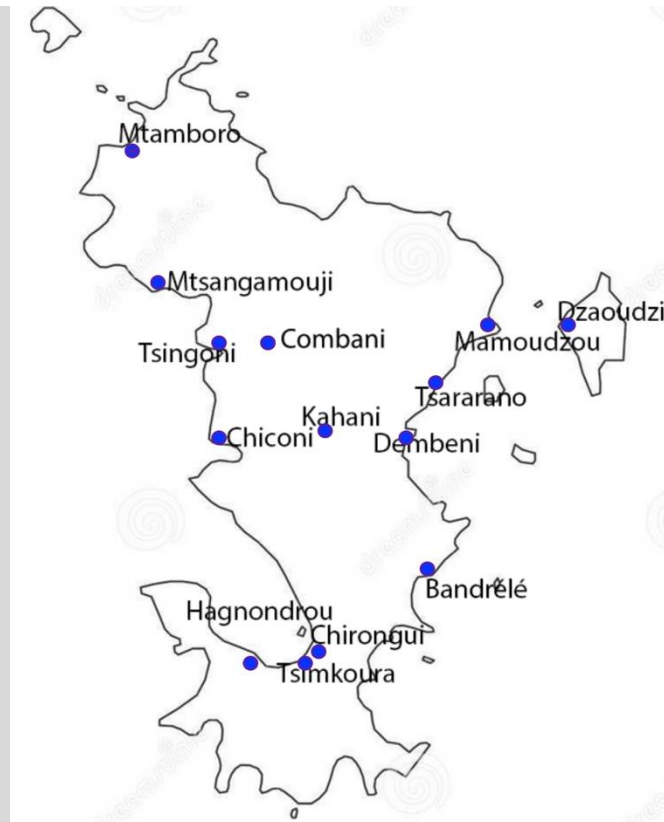 Mtamboro
Mtsangamouji
Dzaoudzi
Combani
Mamoudzou
Tsingoni
Tsararano
Kahani
Chiconi
Dembeni
Bandrélé
Hagnondrou
Chirongui
Tsimkoura